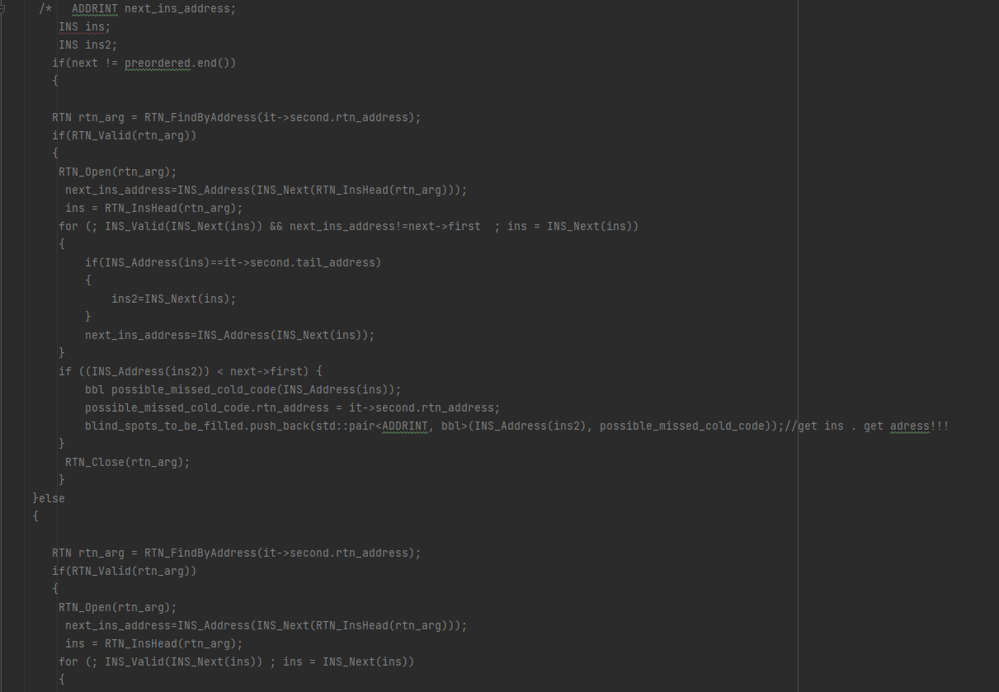 /*   ADDRINT next_ins_address;
INS ins;
INS ins2;
if(next != preordered.end())
{
RTN rtn_arg = RTN_FindByAddress(it->second.rtn_address);
if(RTN_Valid(rtn_arg))
{
RTN_Open(rtn_arg);
next_ins_address=INS_Address(INS_Next(RTN_InsHead(rtn_arg)));
ins = RTN_InsHead(rtn_arg);
for (; INS_Valid(INS_Next(ins)) && next_ins_address!=next->first  ; ins = INS_Next(ins))
{
if(INS_Address(ins)==it->second.tail_address)
{
ins2=INS_Next(ins);
}
next_ins_address=INS_Address(INS_Next(ins));
}
if ((INS_Address(ins2)) < next->first) {
bbl possible_missed_cold_code(INS_Address(ins));
possible_missed_cold_code.rtn_address = it->second.rtn_address;
blind_spots_to_be_filled.push_back(std::pair<ADDRINT, bbl>(INS_Address(ins2), possible_missed_cold_code));//get ins . get adress!!!
}
RTN_Close(rtn_arg);
}
}else
{
RTN rtn_arg = RTN_FindByAddress(it->second.rtn_address);
if(RTN_Valid(rtn_arg))
{
RTN_Open(rtn_arg);
next_ins_address=INS_Address(INS_Next(RTN_InsHead(rtn_arg)));
ins = RTN_InsHead(rtn_arg);
for (; INS_Valid(INS_Next(ins)) ; ins = INS_Next(ins))
{